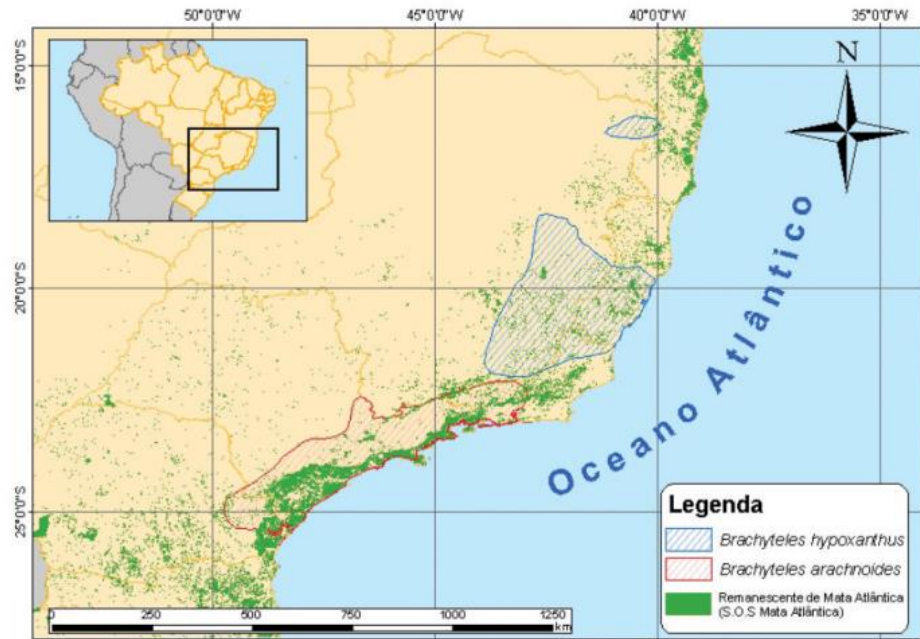 50°0'0"W 45°0'0"W 40°0'0"W 35°0'0"W
15°0'0"S
N
20°0'0"S
Oceano Atlântico
25°0'0"S
Legenda
Brachyteles hypoxanthus
Brachyteles arachnoides
Remanescente de Mata Atlântica
(S.O.S Mata Atlântica)
0 250 500 750 1000 1250
km